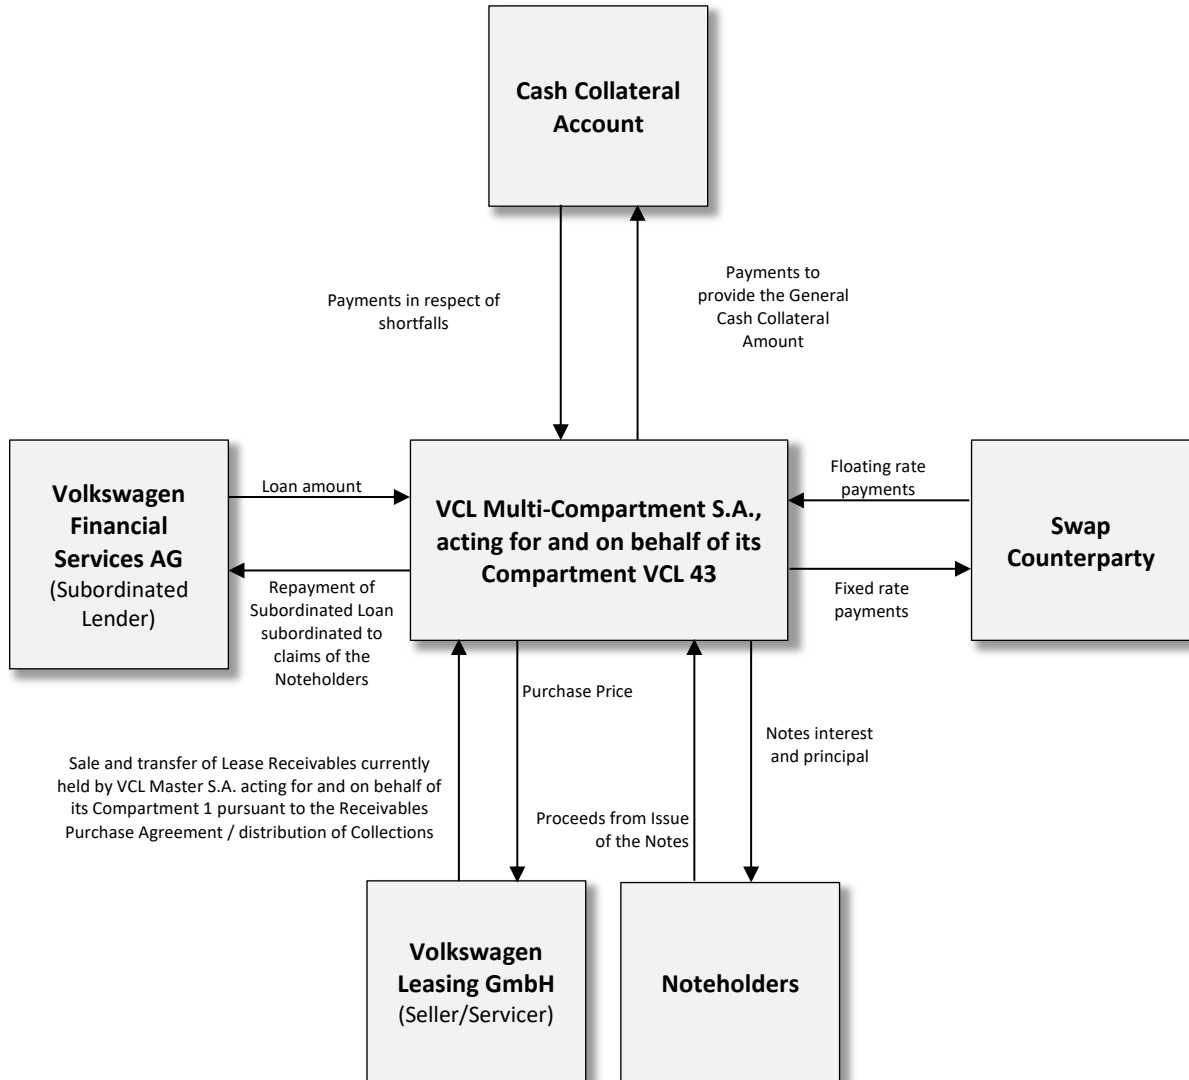 Cash Collateral
Account
Payments in respect of
shortfalls
Payments to
provide the General
Cash Collateral
Amount
Volkswagen
Financial
Services AG
(Subordinated
Lender)
Loan amount
Repayment of
Subordinated Loan
subordinated to
claims of the
Noteholders
VCL Multi-Compartment S.A.,
acting for and on behalf of its
Compartment VCL 43
Floating rate
payments
Fixed rate
payments
Swap
Counterparty
Sale and transfer of Lease Receivables currently
held by VCL Master S.A. acting for and on behalf of
its Compartment 1 pursuant to the Receivables
Purchase Agreement / distribution of Collections
Purchase Price
Proceeds from Issue
of the Notes
Notes interest
and principal
Volkswagen
Leasing GmbH
(Seller/Servicer)
Noteholders